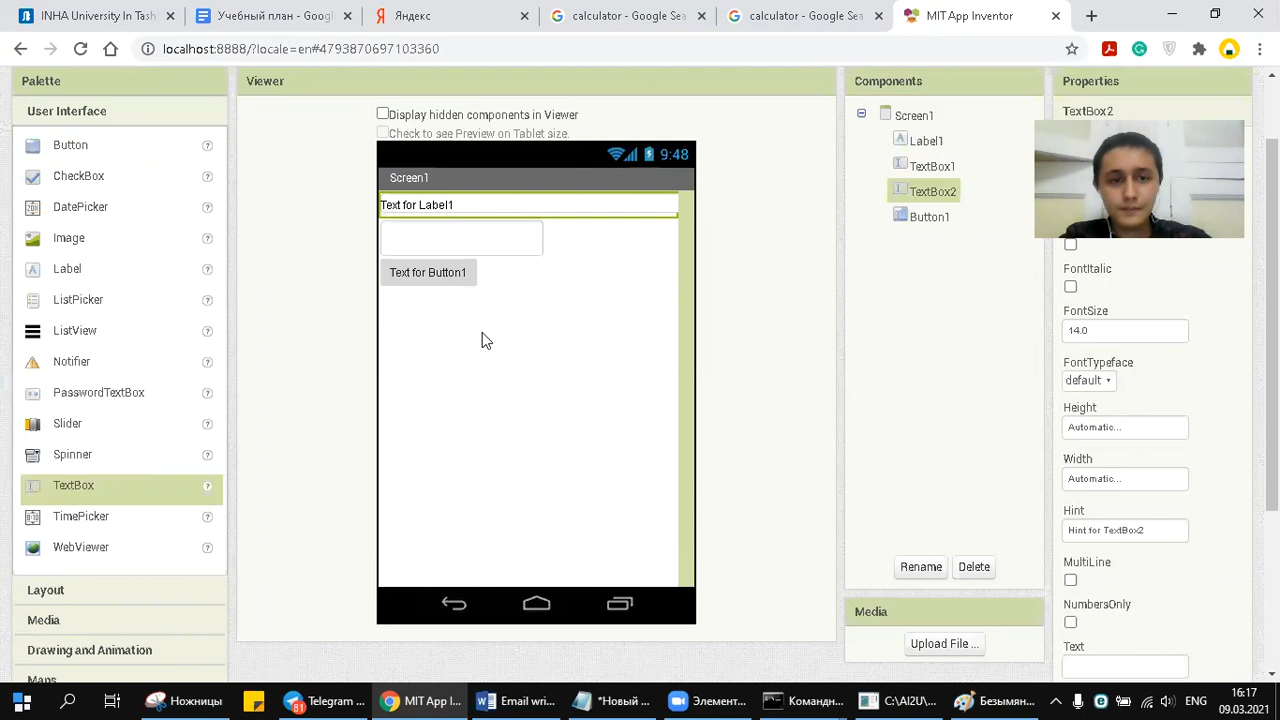 INHA University In Tash
Учебный план - Googl
Яндекс
calculator - Google Sea
calculator - Google Sea
MIT App Inventor
localhost:8888/?locale=en#4793870697103360
Palette
Viewer
Components
Properties
User Interface
Button
CheckBox
DatePicker
Image
Label
ListPicker
ListView
Notifier
PasswordTextBox
Slider
Spinner
TextBox
TimePicker
WebViewer
Layout
Media
Drawing and Animation
Maps
Display hidden components in Viewer
Check to see Preview on Tablet size.
9:48
Screen1
Text for Label1
Text for Button1
Screen1
Label1
TextBox1
TextBox2
Button1
Rename
Delete
Media
Upload File ...
TextBox2
FontItalic
FontSize
14.0
FontTypeface
default
Height
Automatic...
Width
Automatic...
Hint
Hint for TextBox2
MultiLine
NumbersOnly
Text
Ножницы
Telegram ...
81
MIT App I...
Email wri...
*Новый ...
Элемент...
Команд...
C:\AI2U\...
Безымян...
ENG
16:17
09.03.2021